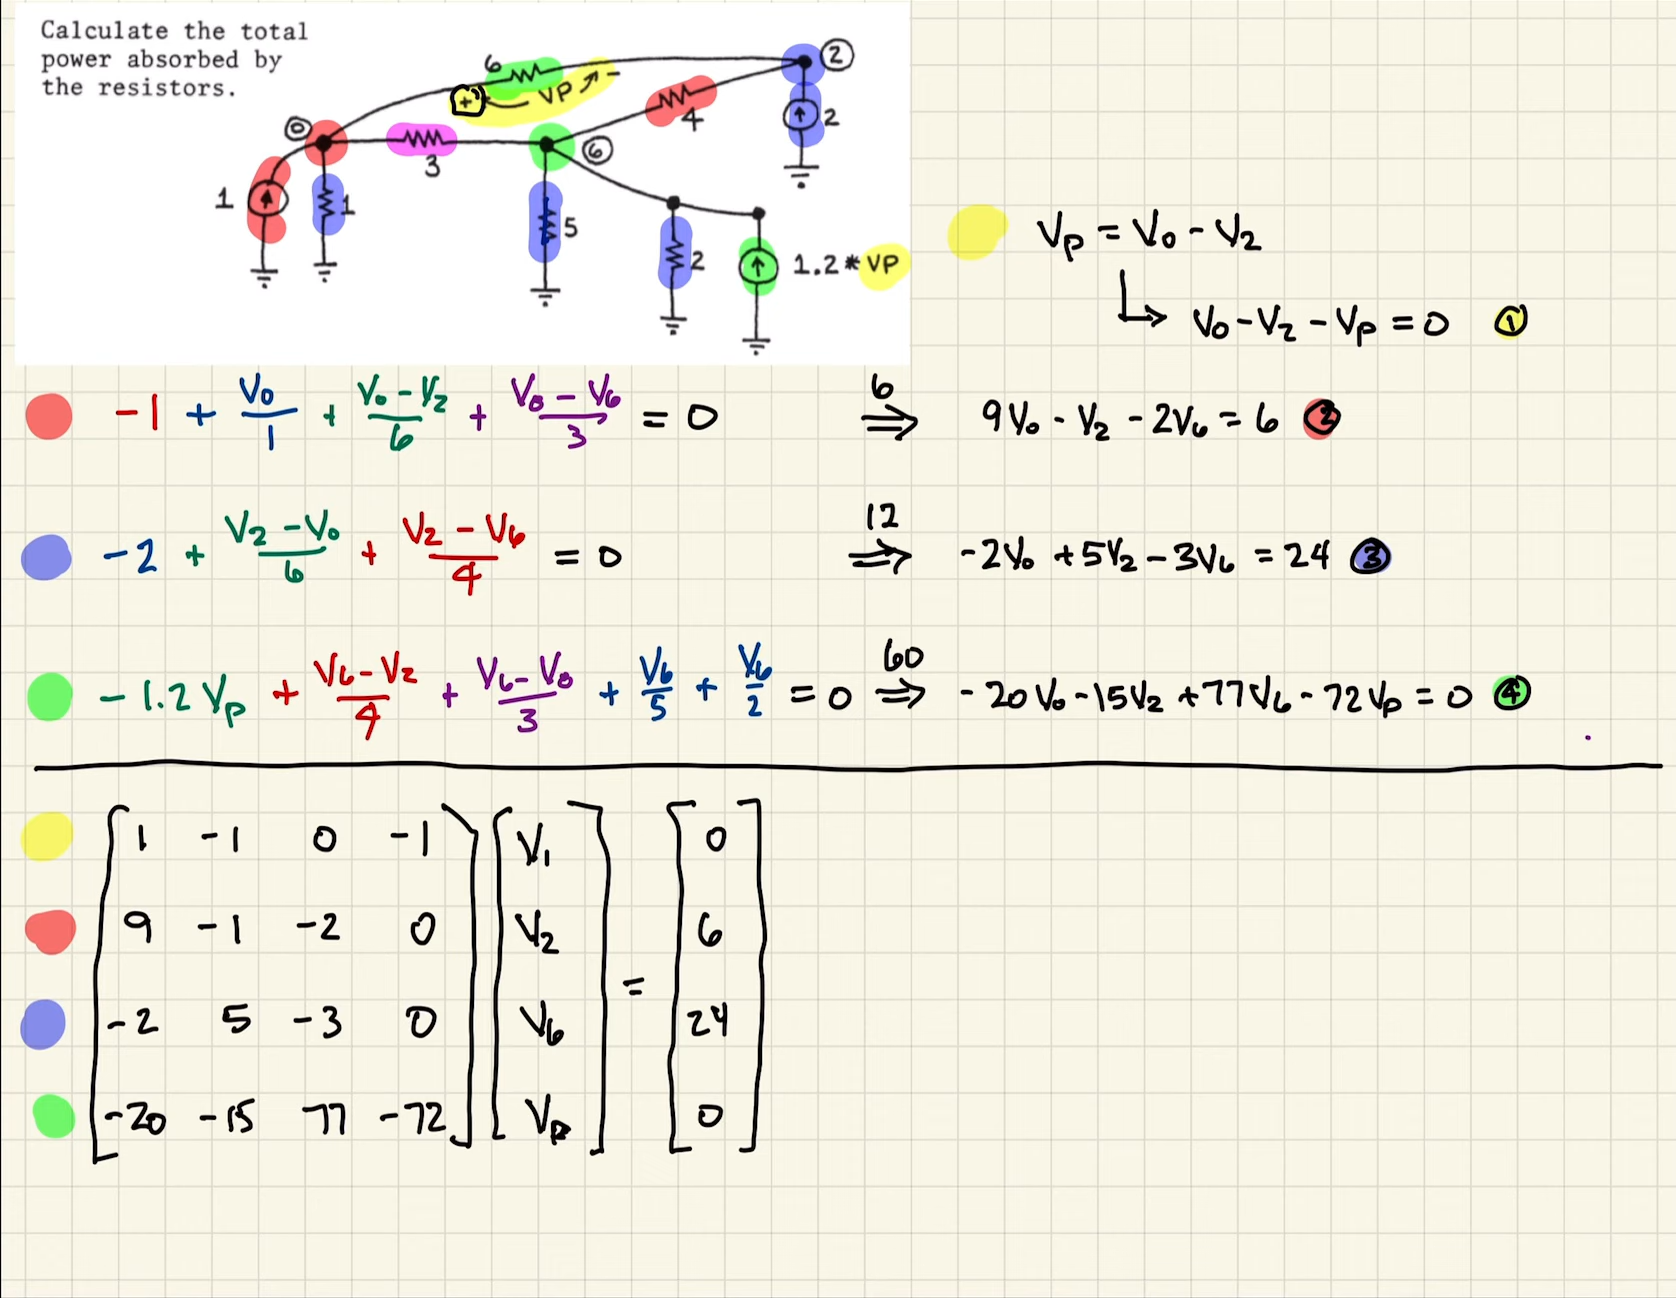 Calculate the total
power absorbed by
the resistors.
6
+
VP
-
2
4
2
0
3
6
1
1
5
2
1.2*VP
Vp = V0 - V2
V0 - V2 - Vp = 0 1
-1 + V0/1 + (V0 - V2)/6 + (V0 - V6)/3 = 0 6⇒ 9V0 - V2 - 2V6 = 6 2
-2 + (V2 - V0)/6 + (V2 - V6)/4 = 0 12⇒ -2V0 + 5V2 - 3V6 = 24 3
-1.2 Vp + (V6 - V2)/4 + (V6 - V0)/3 + V6/5 + V6/2 = 0 60⇒ -20V0 - 15V2 + 77V6 - 72Vp = 0 4
1 -1 0 -1 V1 0
9 -1 -2 0 V2 6
=
-2 5 -3 0 V6 24
-20 -15 77 -72 Vp 0